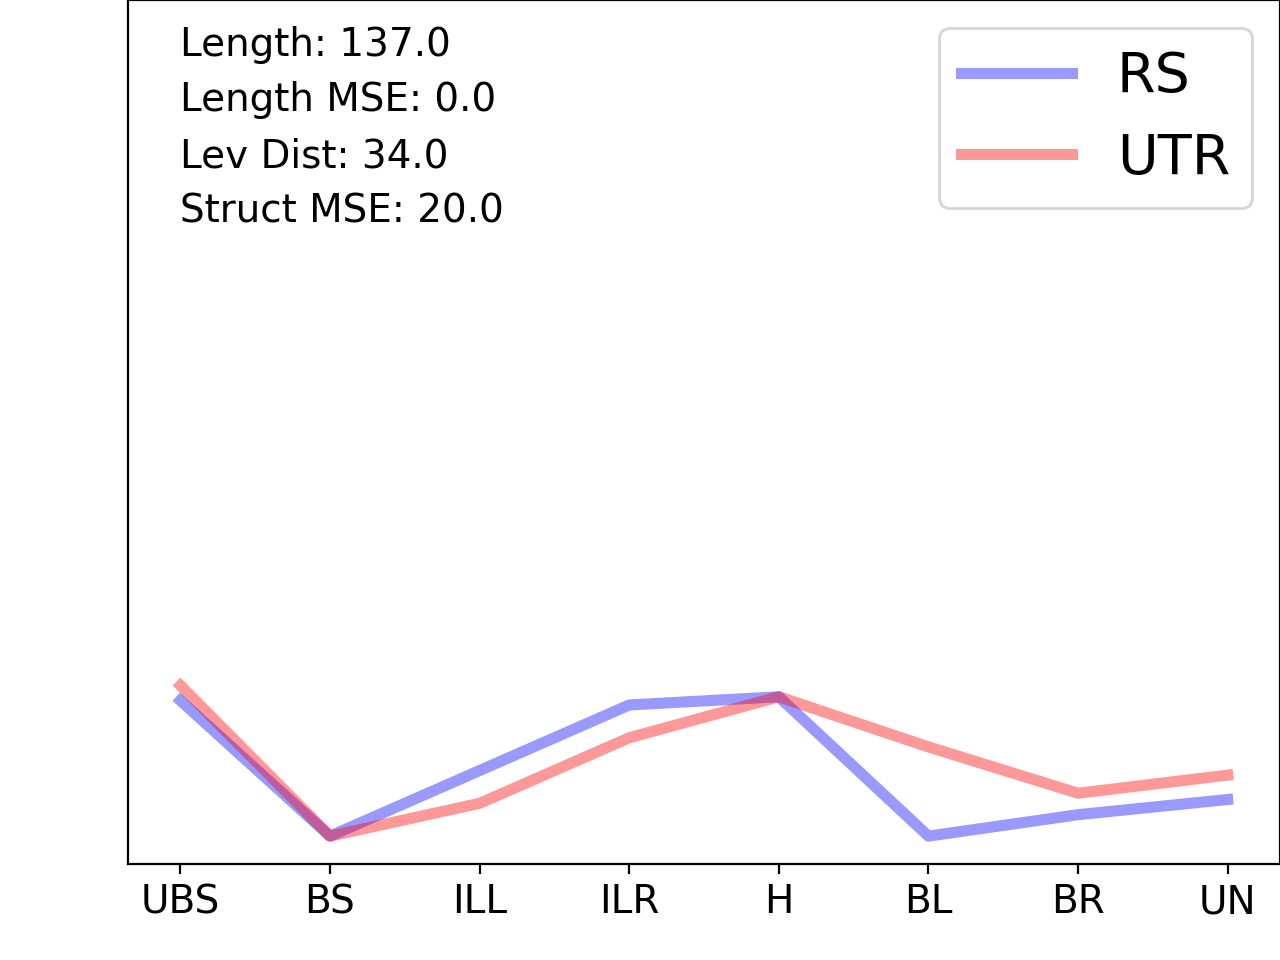 Length: 137.0
Length MSE: 0.0
Lev Dist: 34.0
Struct MSE: 20.0
RS
UTR
UBS BS ILL ILR H BL BR UN